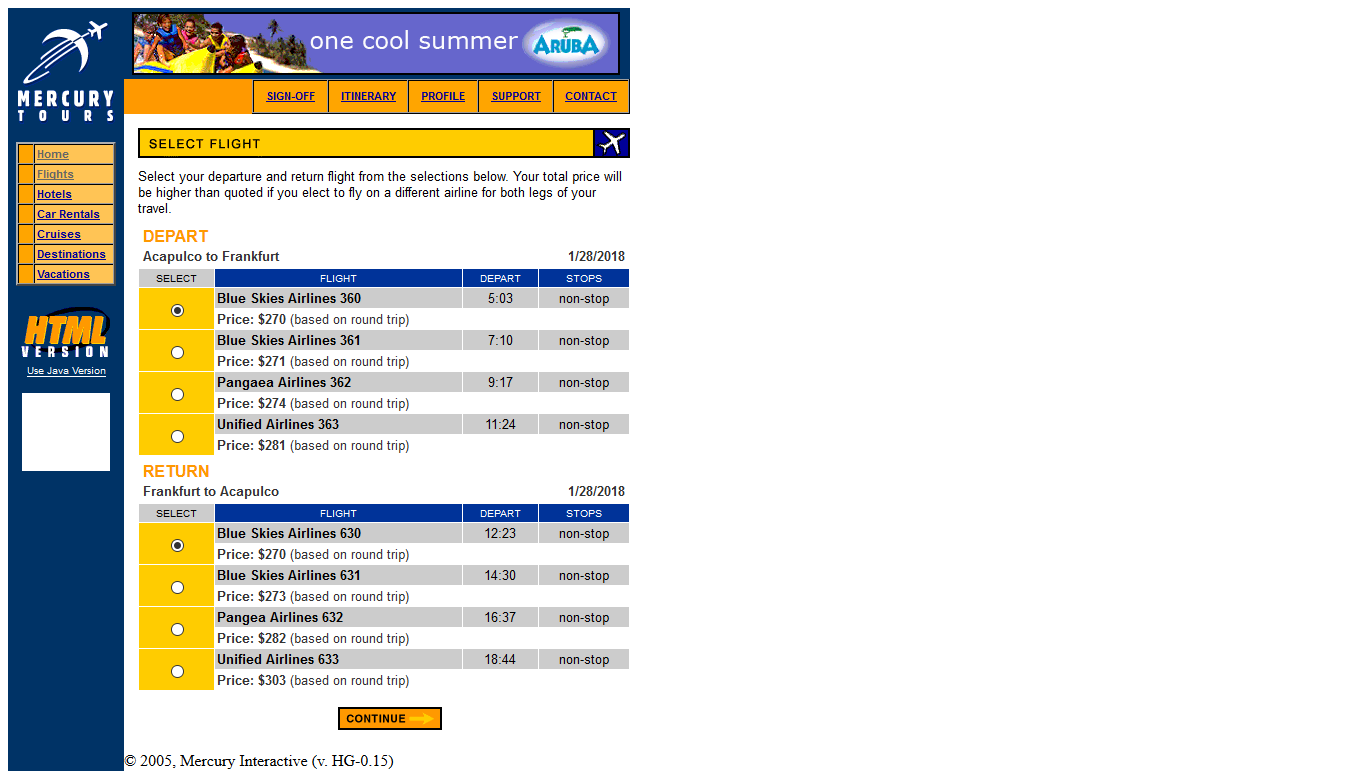 one cool summer ARUBA
MERCURY
TOURS
SIGN-OFF ITINERARY PROFILE SUPPORT CONTACT
Home
Flights
Hotels
Car Rentals
Cruises
Destinations
Vacations
HTML
VERSION
Use Java Version
SELECT FLIGHT
Select your departure and return flight from the selections below. Your total price will
be higher than quoted if you elect to fly on a different airline for both legs of your
travel.
DEPART
Acapulco to Frankfurt 1/28/2018
SELECT FLIGHT DEPART STOPS
Blue Skies Airlines 360 5:03 non-stop
Price: $270 (based on round trip)
Blue Skies Airlines 361 7:10 non-stop
Price: $271 (based on round trip)
Pangaea Airlines 362 9:17 non-stop
Price: $274 (based on round trip)
Unified Airlines 363 11:24 non-stop
Price: $281 (based on round trip)
RETURN
Frankfurt to Acapulco 1/28/2018
SELECT FLIGHT DEPART STOPS
Blue Skies Airlines 630 12:23 non-stop
Price: $270 (based on round trip)
Blue Skies Airlines 631 14:30 non-stop
Price: $273 (based on round trip)
Pangea Airlines 632 16:37 non-stop
Price: $282 (based on round trip)
Unified Airlines 633 18:44 non-stop
Price: $303 (based on round trip)
CONTINUE
© 2005, Mercury Interactive (v. HG-0.15)